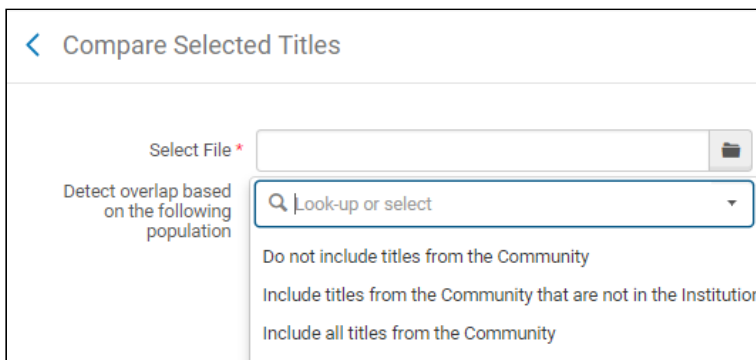 Compare Selected Titles
Select File *
Detect overlap based
on the following
population
Look-up or select
Do not include titles from the Community
Include titles from the Community that are not in the Institution
Include all titles from the Community